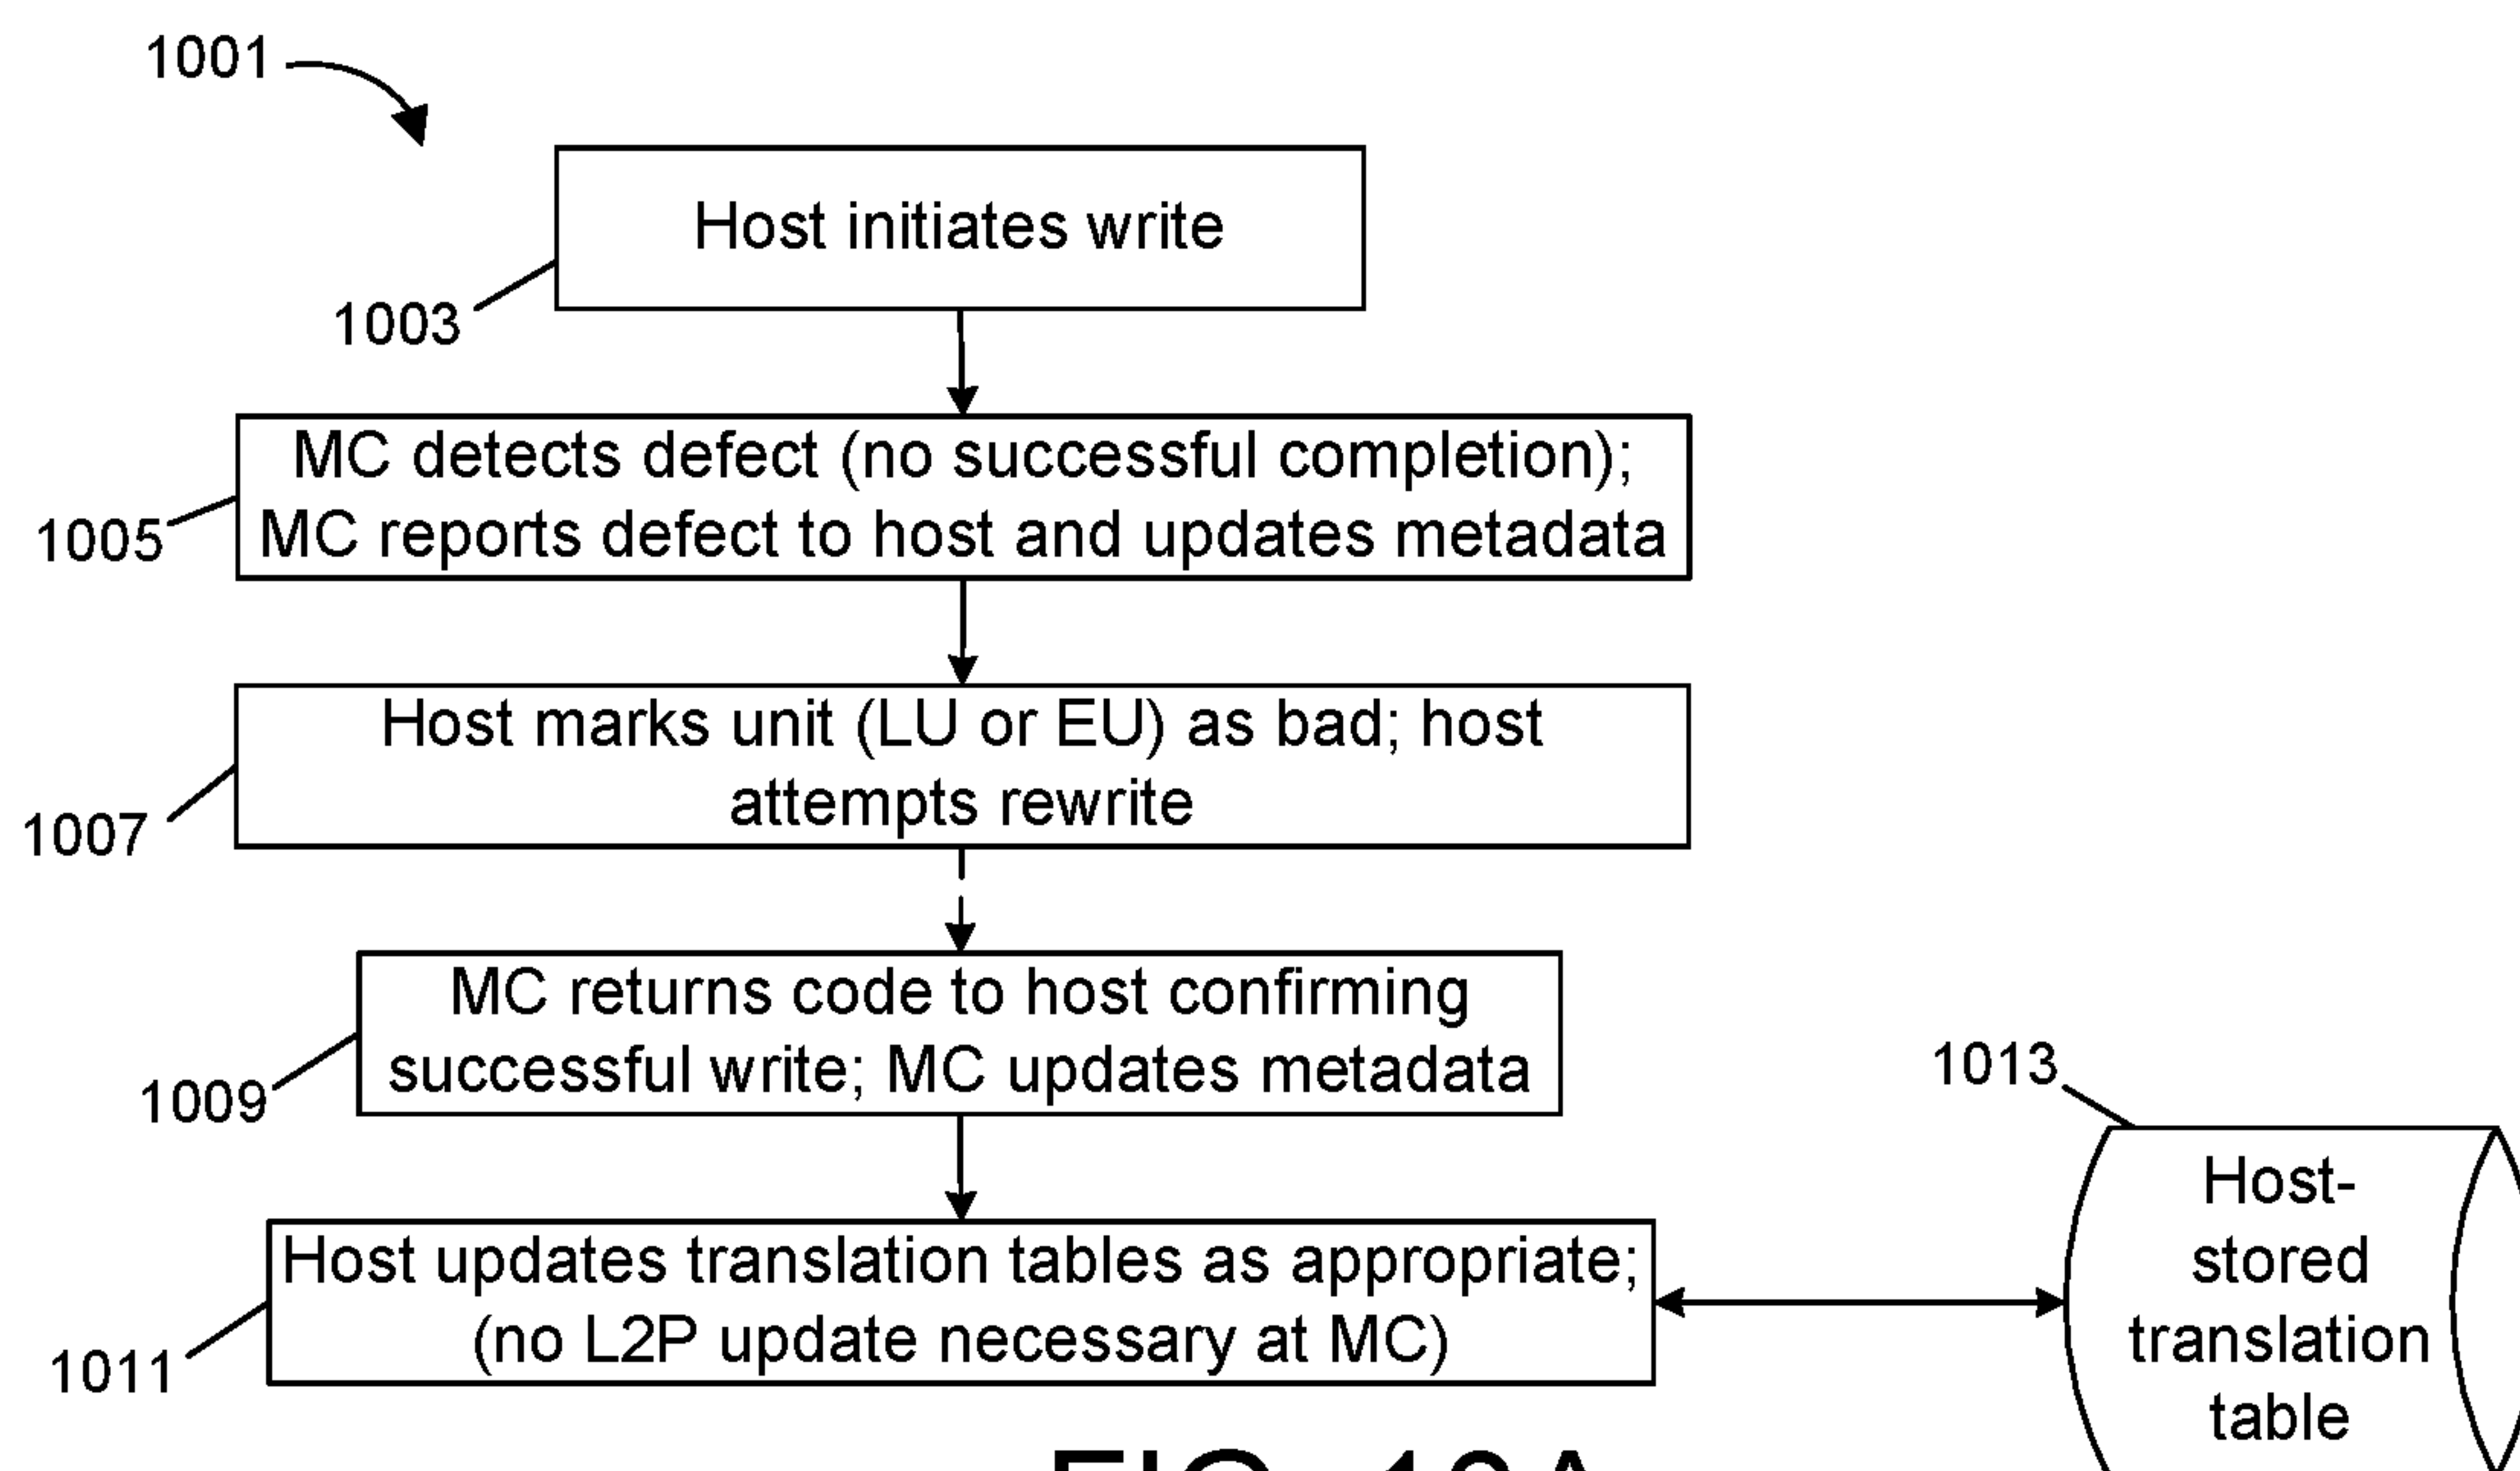 1001
Host initiates write
1003
MC detects defect (no successful completion);
MC reports defect to host and updates metadata
1005
Host marks unit (LU or EU) as bad; host
attempts rewrite
1007
MC returns code to host confirming
successful write; MC updates metadata
1009
1013
Host-
stored
translation
table
Host updates translation tables as appropriate;
(no L2P update necessary at MC)
1011